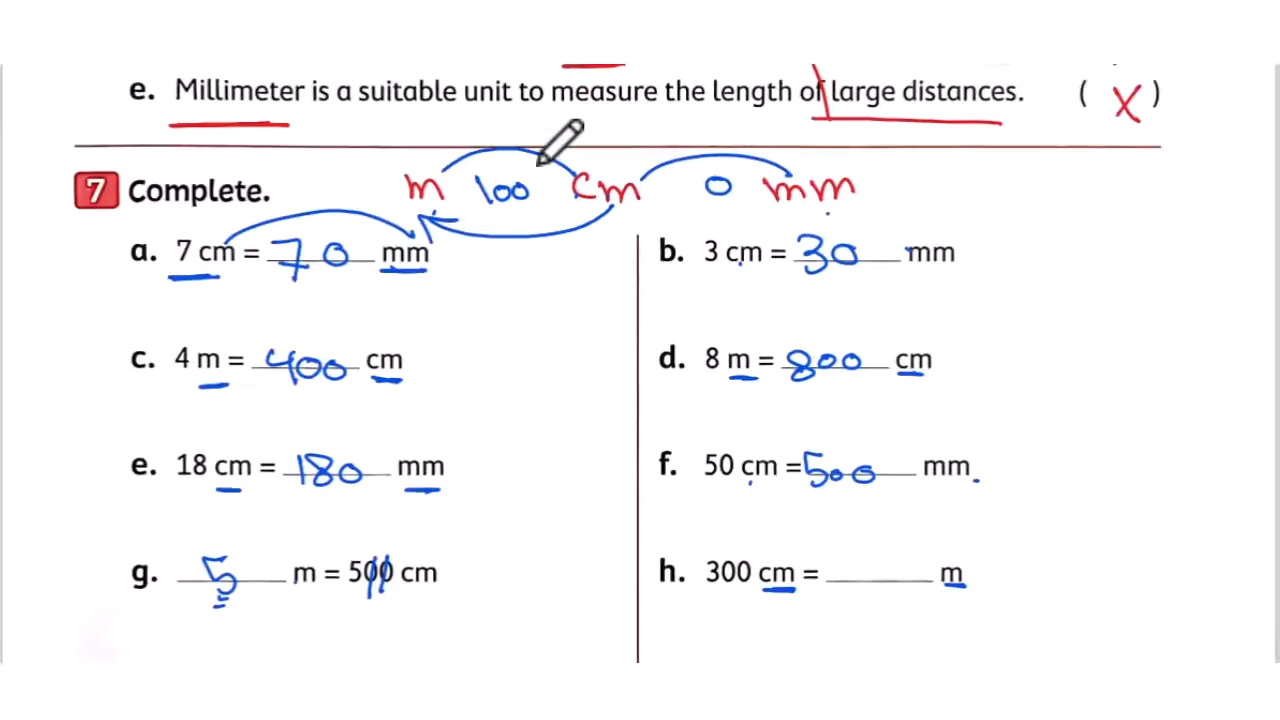 e. Millimeter is a suitable unit to measure the length of large distances. ( X )
7 Complete.
m 100 cm 0 mm
a. 7 cm = 70 mm
b. 3 cm = 30 mm
c. 4 m = 400 cm
d. 8 m = 800 cm
e. 18 cm = 180 mm
f. 50 cm = 500 mm
g. 5 m = 500 cm
h. 300 cm = ______ m